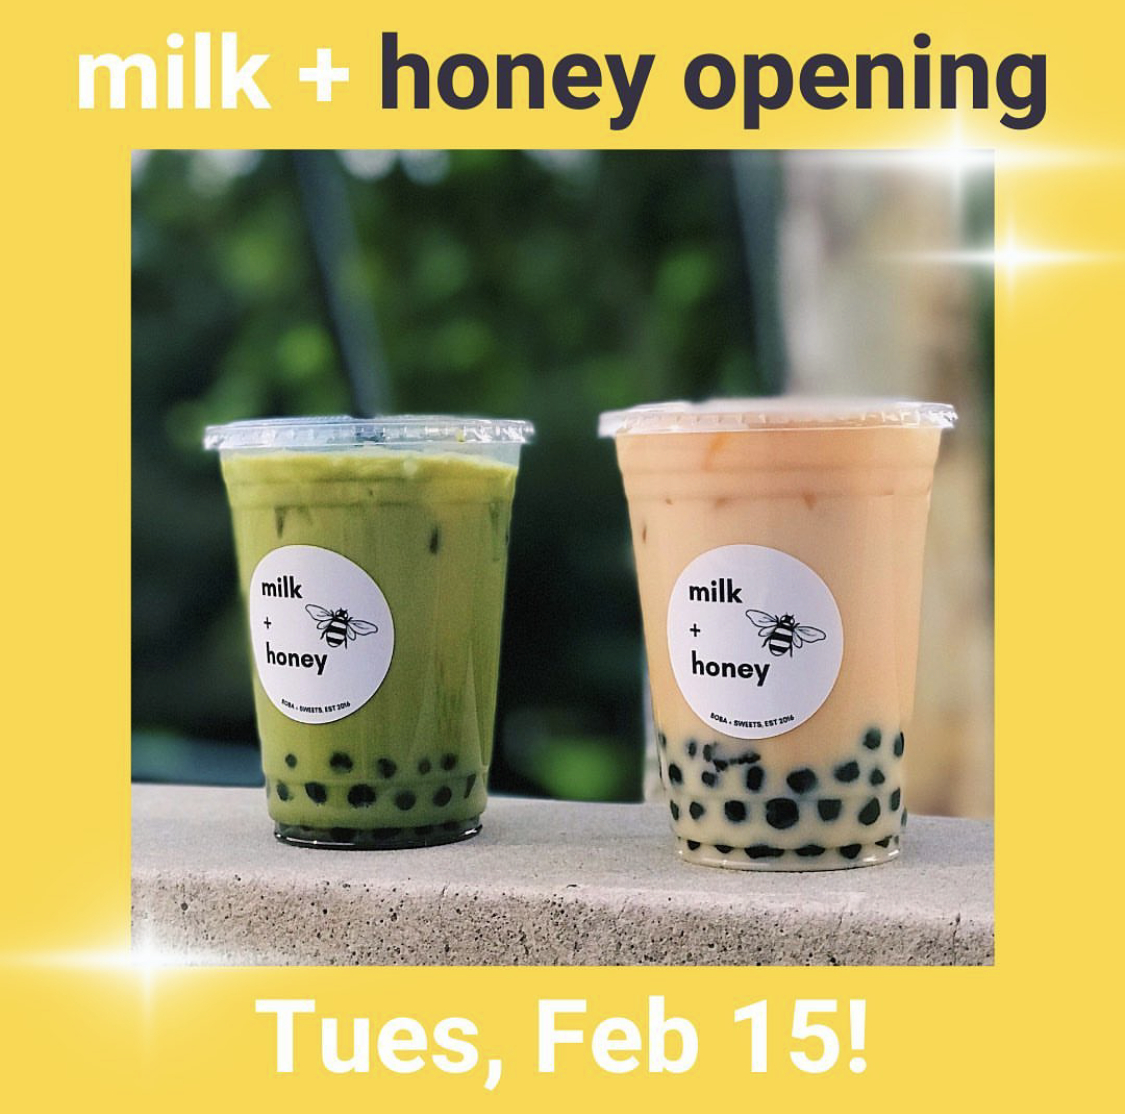 milk + honey opening
milk
+
honey
BOBA + SWEETS, EST 2016
milk
+
honey
BOBA + SWEETS, EST 2016
Tues, Feb 15!